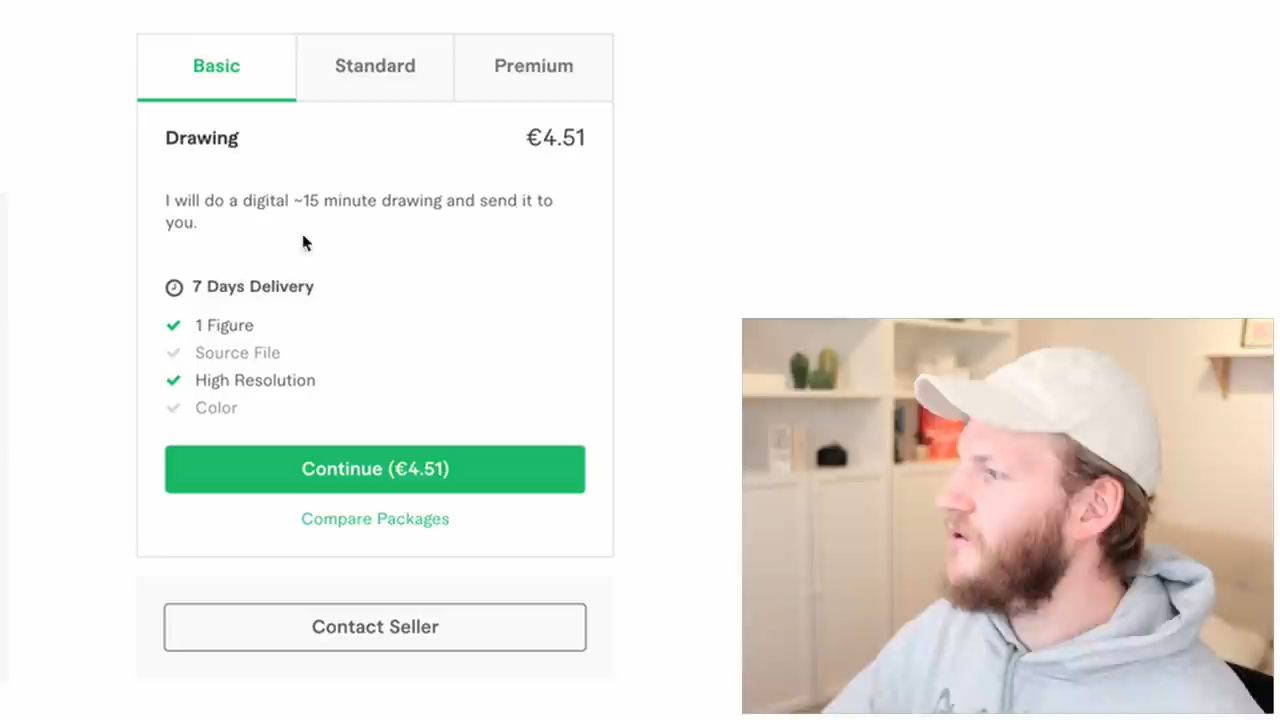 Basic
Standard
Premium
Drawing
€4.51
I will do a digital ~15 minute drawing and send it to
you.
7 Days Delivery
1 Figure
Source File
High Resolution
Color
Continue (€4.51)
Compare Packages
Contact Seller